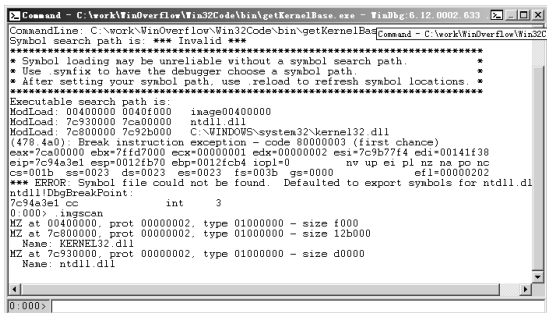 Command - C:\work\WinOverflow\Win32Code\bin\getKernelBase.exe - WinDbg:6.12.0002.633
CommandLine: C:\work\WinOverflow\Win32Code\bin\getKernelBas
Command - C:\work\WinOverflow\Win32C
Symbol search path is: *** Invalid ***
****************************************************************************
* Symbol loading may be unreliable without a symbol search path.           *
* Use .symfix to have the debugger choose a symbol path.                   *
* After setting your symbol path, use .reload to refresh symbol locations. *
****************************************************************************
Executable search path is:
ModLoad: 00400000 0040f000   image00400000
ModLoad: 7c930000 7ca00000   ntdll.dll
ModLoad: 7c800000 7c92b000   C:\WINDOWS\system32\kernel32.dll
(478.4a0): Break instruction exception - code 80000003 (first chance)
eax=7ca00000 ebx=7ffd7000 ecx=00000001 edx=00000002 esi=7c9b77f4 edi=00141f38
eip=7c94a3e1 esp=0012fb70 ebp=0012fcb4 iopl=0         nv up ei pl nz na po nc
cs=001b  ss=0023  ds=0023  es=0023  fs=003b  gs=0000             efl=00000202
*** ERROR: Symbol file could not be found.  Defaulted to export symbols for ntdll.dl
ntdll!DbgBreakPoint:
7c94a3e1 cc              int     3
0:000> .imgscan
MZ at 00400000, prot 00000002, type 01000000 - size f000
MZ at 7c800000, prot 00000002, type 01000000 - size 12b000
  Name: KERNEL32.dll
MZ at 7c930000, prot 00000002, type 01000000 - size d0000
  Name: ntdll.dll
0:000>